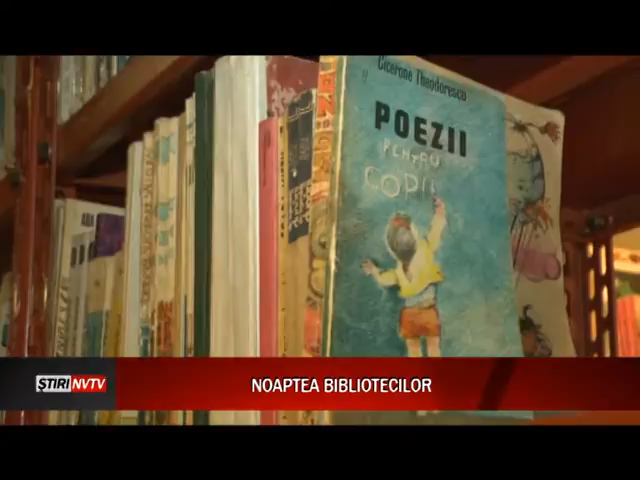 Cicerone Theodorescu
POEZII
PENTRU
COPII
ȘTIRI NVTV
NOAPTEA BIBLIOTECILOR